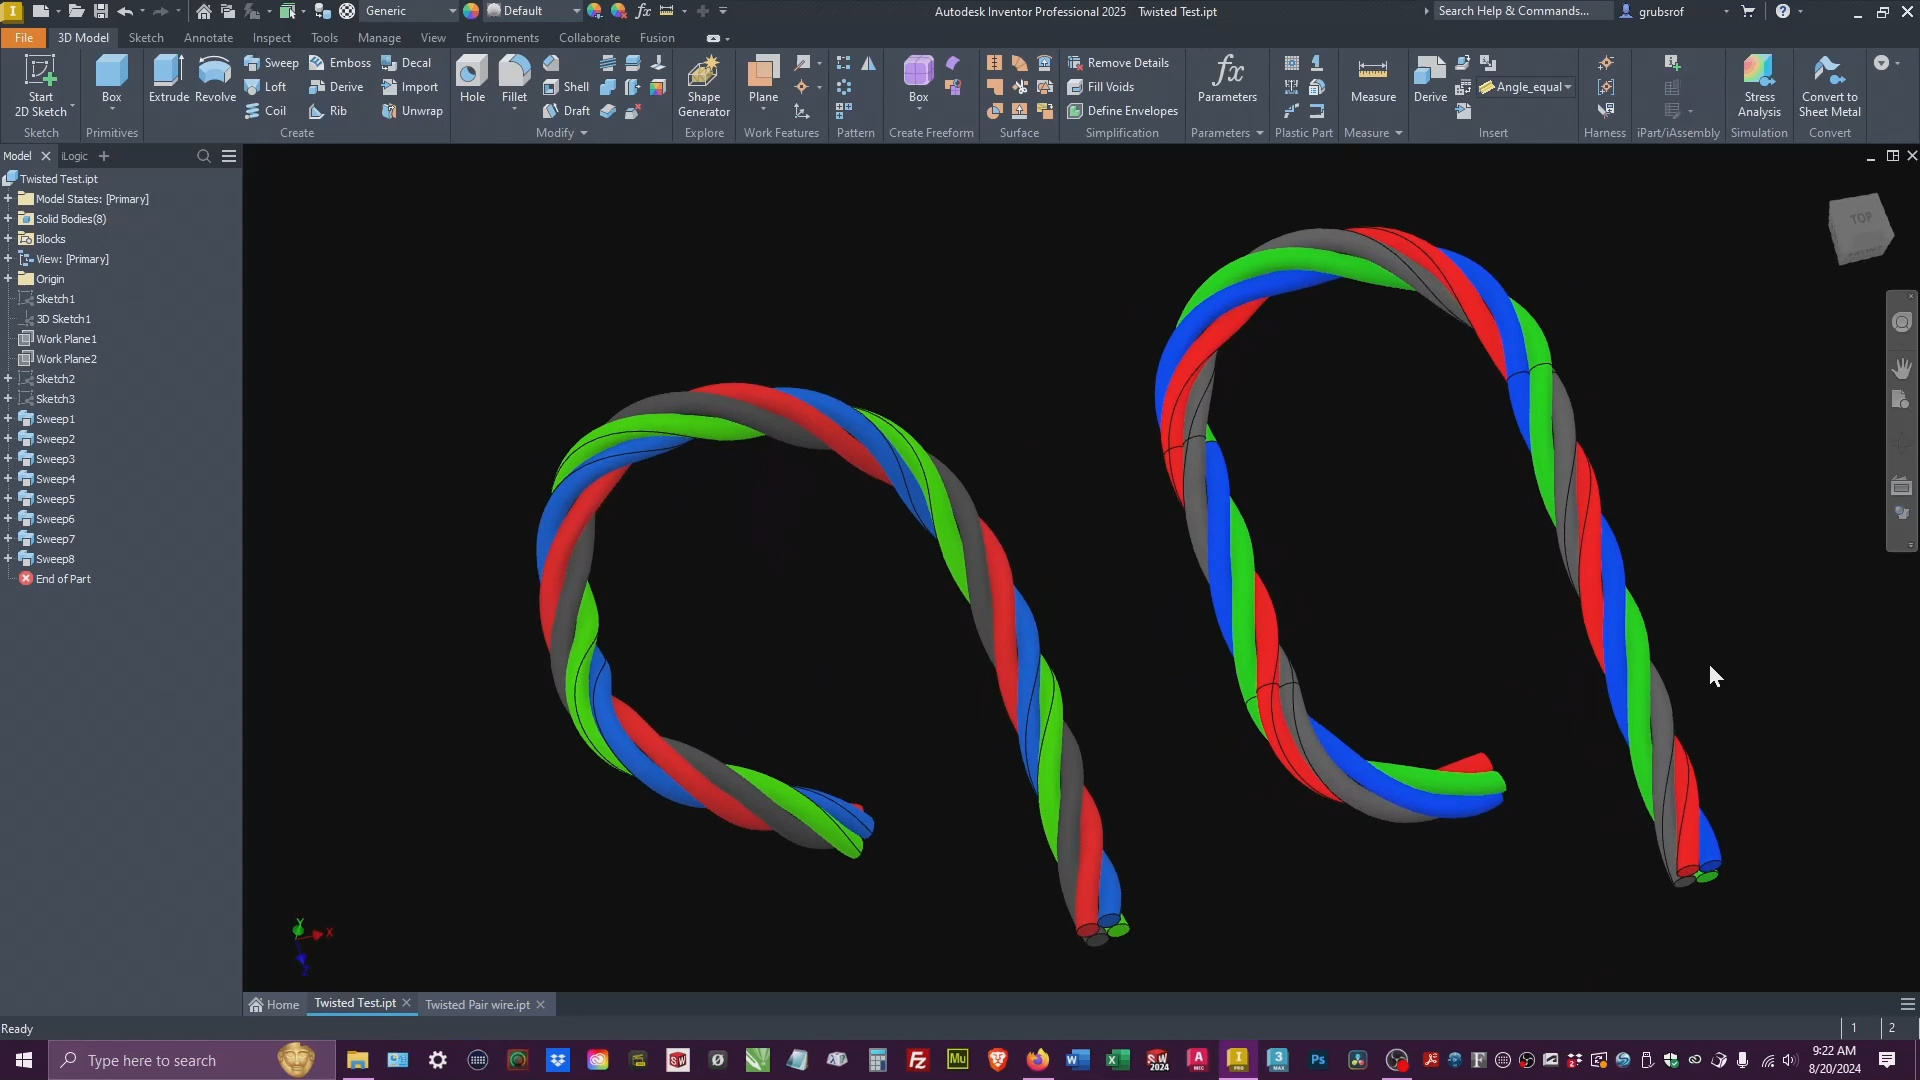 Generic
Default
Autodesk Inventor Professional 2025 Twisted Test.ipt
Search Help & Commands...
grubsrof
File 3D Model Sketch Annotate Inspect Tools Manage View Environments Collaborate Fusion
Start
2D Sketch
Box
Extrude
Revolve
Sweep
Loft
Coil
Emboss
Derive
Rib
Decal
Import
Unwrap
Hole
Fillet
Shell
Draft
Shape
Generator
Plane
Box
Remove Details
Fill Voids
Define Envelopes
fx
Parameters
Measure
Derive
Angle_equal
Stress
Analysis
Convert to
Sheet Metal
Sketch Primitives Create Modify Explore Work Features Pattern Create Freeform Surface Simplification Parameters Plastic Part Measure Insert Harness iPart/iAssembly Simulation Convert
Model iLogic
Twisted Test.ipt
Model States: [Primary]
Solid Bodies(8)
Blocks
View: [Primary]
Origin
Sketch1
3D Sketch1
Work Plane1
Work Plane2
Sketch2
Sketch3
Sweep1
Sweep2
Sweep3
Sweep4
Sweep5
Sweep6
Sweep7
Sweep8
End of Part
TOP
Y
X
Z
Home Twisted Test.ipt Twisted Pair wire.ipt
Ready
1 2
Type here to search
9:22 AM
8/20/2024